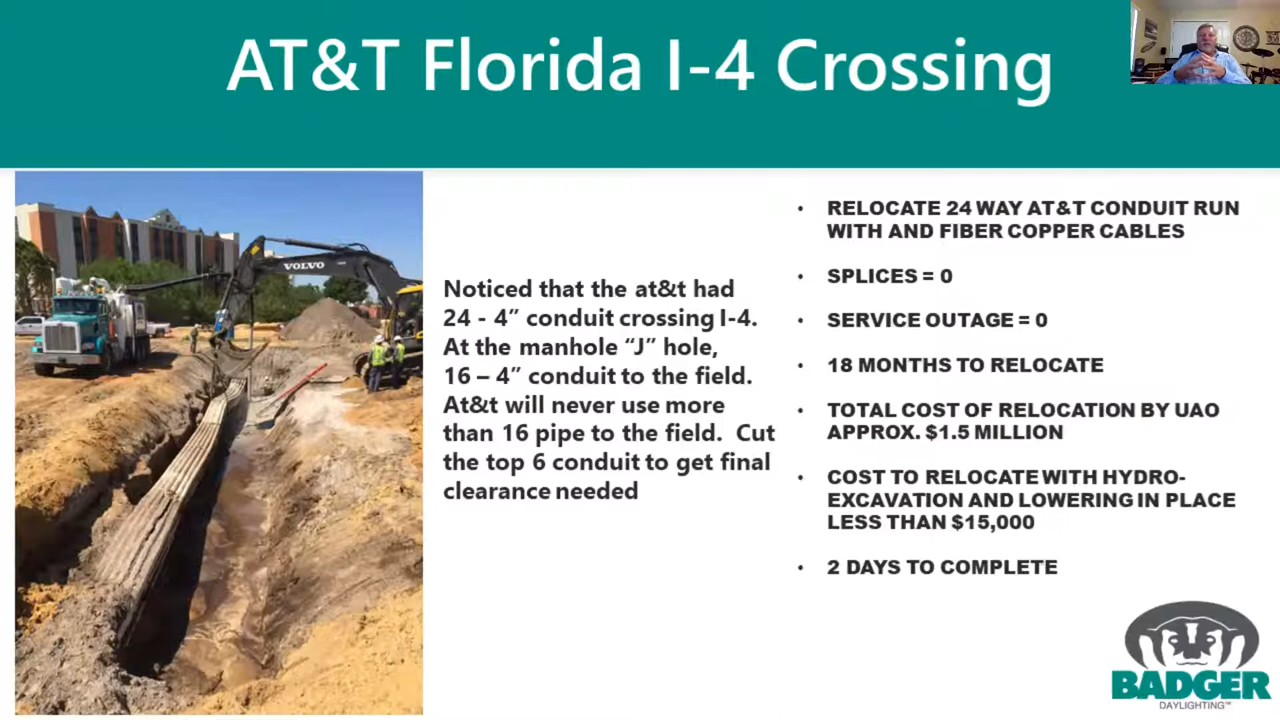 AT&T Florida I-4 Crossing
VOLVO
Noticed that the at&t had
24 - 4” conduit crossing I-4.
At the manhole “J” hole,
16 – 4” conduit to the field.
At&t will never use more
than 16 pipe to the field.  Cut
the top 6 conduit to get final
clearance needed
• RELOCATE 24 WAY AT&T CONDUIT RUN
WITH AND FIBER COPPER CABLES
• SPLICES = 0
• SERVICE OUTAGE = 0
• 18 MONTHS TO RELOCATE
• TOTAL COST OF RELOCATION BY UAO
APPROX. $1.5 MILLION
• COST TO RELOCATE WITH HYDRO-
EXCAVATION AND LOWERING IN PLACE
LESS THAN $15,000
• 2 DAYS TO COMPLETE
BADGER
DAYLIGHTING™